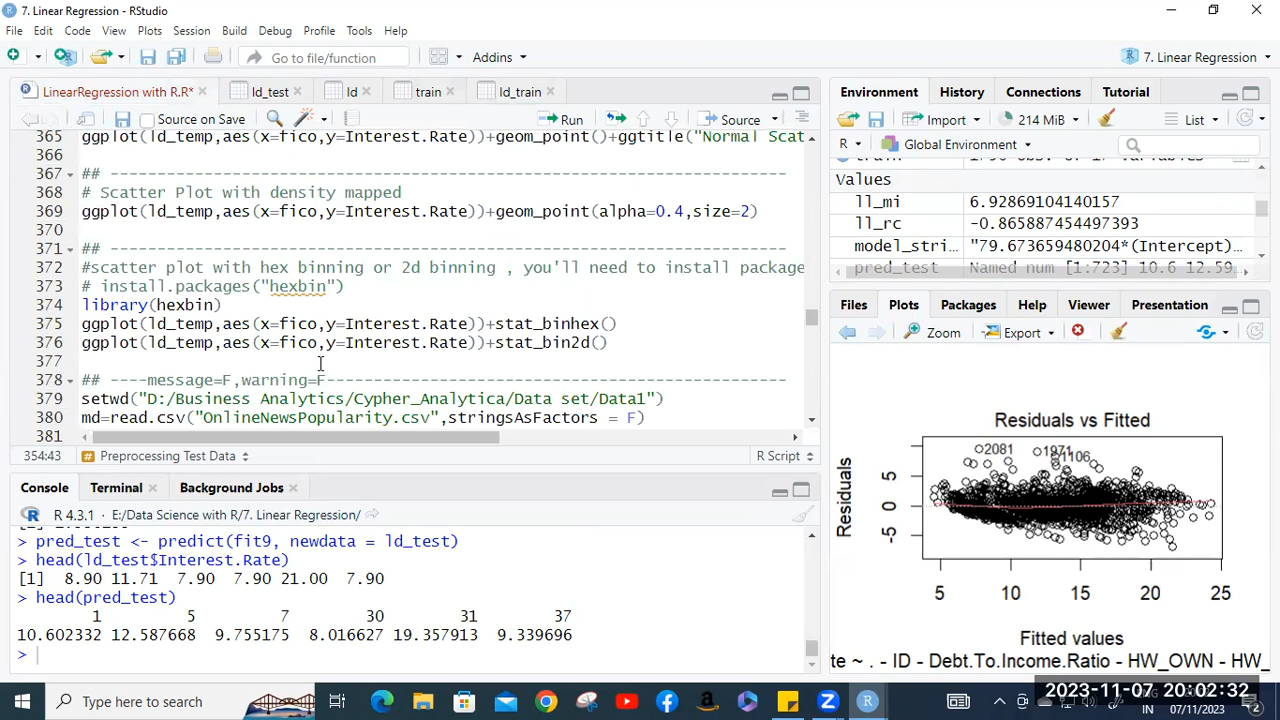 7. Linear Regression - RStudio
File Edit Code View Plots Session Build Debug Profile Tools Help
Go to file/function Addins 7. Linear Regression
LinearRegression with R.R* ld_test ld train ld_train
Source on Save Run Source
365 ggplot(ld_temp,aes(x=fico,y=Interest.Rate))+geom_point()+ggtitle("Normal Scat
366
367 ## ---------------------------------------------------------------------------
368 # Scatter Plot with density mapped
369 ggplot(ld_temp,aes(x=fico,y=Interest.Rate))+geom_point(alpha=0.4,size=2)
370
371 ## ---------------------------------------------------------------------------
372 #scatter plot with hex binning or 2d binning , you'll need to install package
373 # install.packages("hexbin")
374 library(hexbin)
375 ggplot(ld_temp,aes(x=fico,y=Interest.Rate))+stat_binhex()
376 ggplot(ld_temp,aes(x=fico,y=Interest.Rate))+stat_bin2d()
377
378 ## ----message=F,warning=F---------------------------------------------------
379 setwd("D:/Business Analytics/Cypher_Analytica/Data set/Data1")
380 md=read.csv("OnlineNewsPopularity.csv",stringsAsFactors = F)
381
354:43 Preprocessing Test Data R Script
Console Terminal Background Jobs
R 4.3.1 · E:/Data Science with R/7. Linear Regression/
> pred_test <- predict(fit9, newdata = ld_test)
> head(ld_test$Interest.Rate)
[1] 8.90 11.71 7.90 7.90 21.00 7.90
> head(pred_test)
1 5 7 30 31 37
10.602332 12.587668 9.755175 8.016627 19.357913 9.339696
>
Environment History Connections Tutorial
Import 214 MiB List
R Global Environment
Values
ll_mi 6.92869104140157
ll_rc -0.865887454497393
model_stri… "79.673659480204*(Intercept)…
pred_test Named num [1:723] 10.6 12.59
Files Plots Packages Help Viewer Presentation
Zoom Export
Residuals vs Fitted
2081 1971 1106
Residuals
5
0
-5
5 10 15 20 25
Fitted values
te ~ . - ID - Debt.To.Income.Ratio - HW_OWN - HW_
Type here to search
2023-11-07 20:02:32
IN 07/11/2023 2